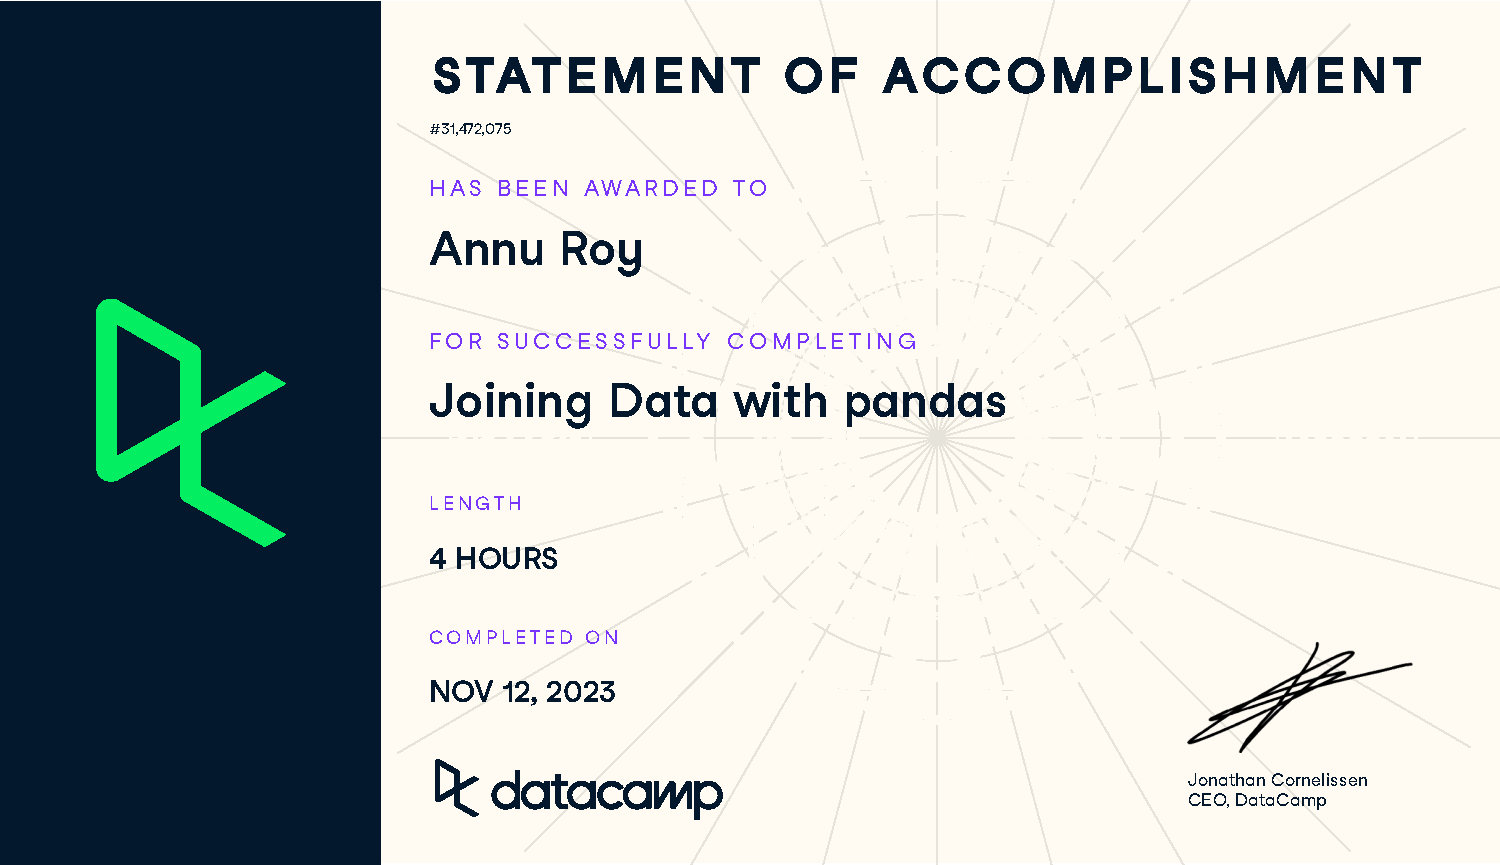 STATEMENT OF ACCOMPLISHMENT
#31,472,075
HAS BEEN AWARDED TO
Annu Roy
FOR SUCCESSFULLY COMPLETING
Joining Data with pandas
LENGTH
4 HOURS
COMPLETED ON
NOV 12, 2023
datacamp
Jonathan Cornelissen
CEO, DataCamp